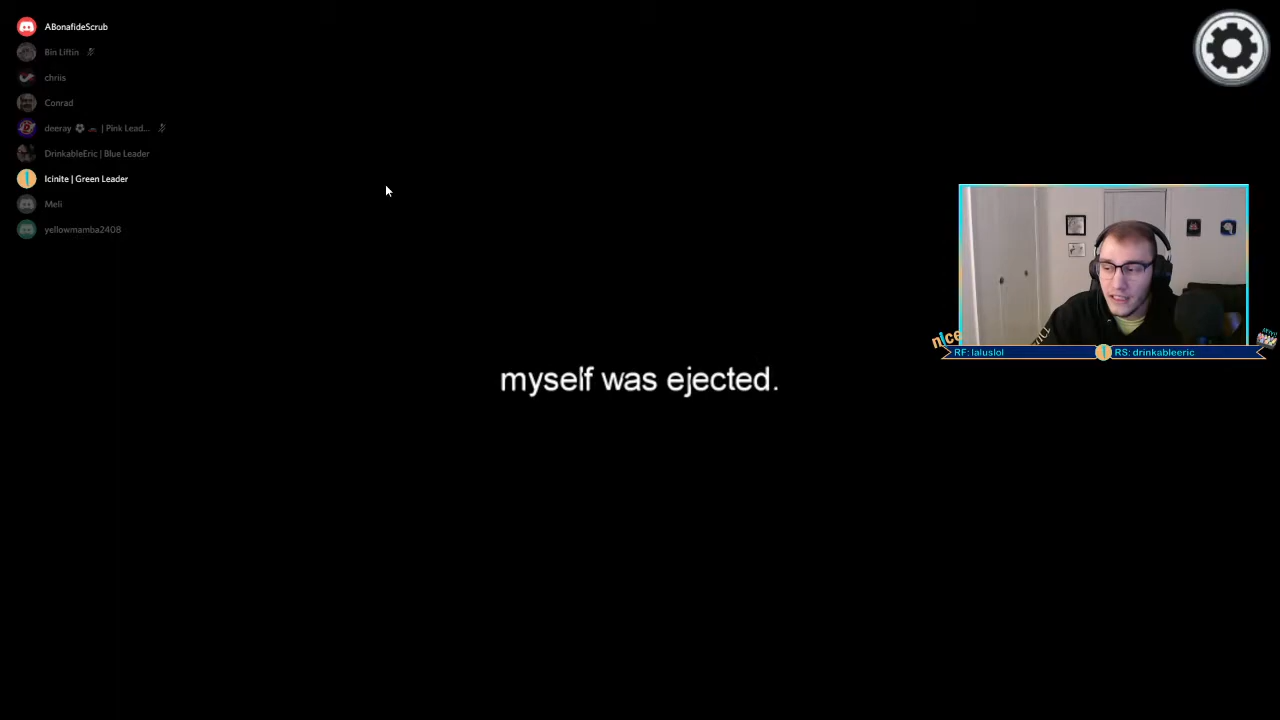 ABonafideScrub
Bin Liftin
chriis
Conrad
deeray ⚽ 🚗 | Pink Lead...
DrinkableEric | Blue Leader
Icinite | Green Leader
Meli
yellowmamba2408
nice
RF: laluslol
RS: drinkableeric
myself was ejected.